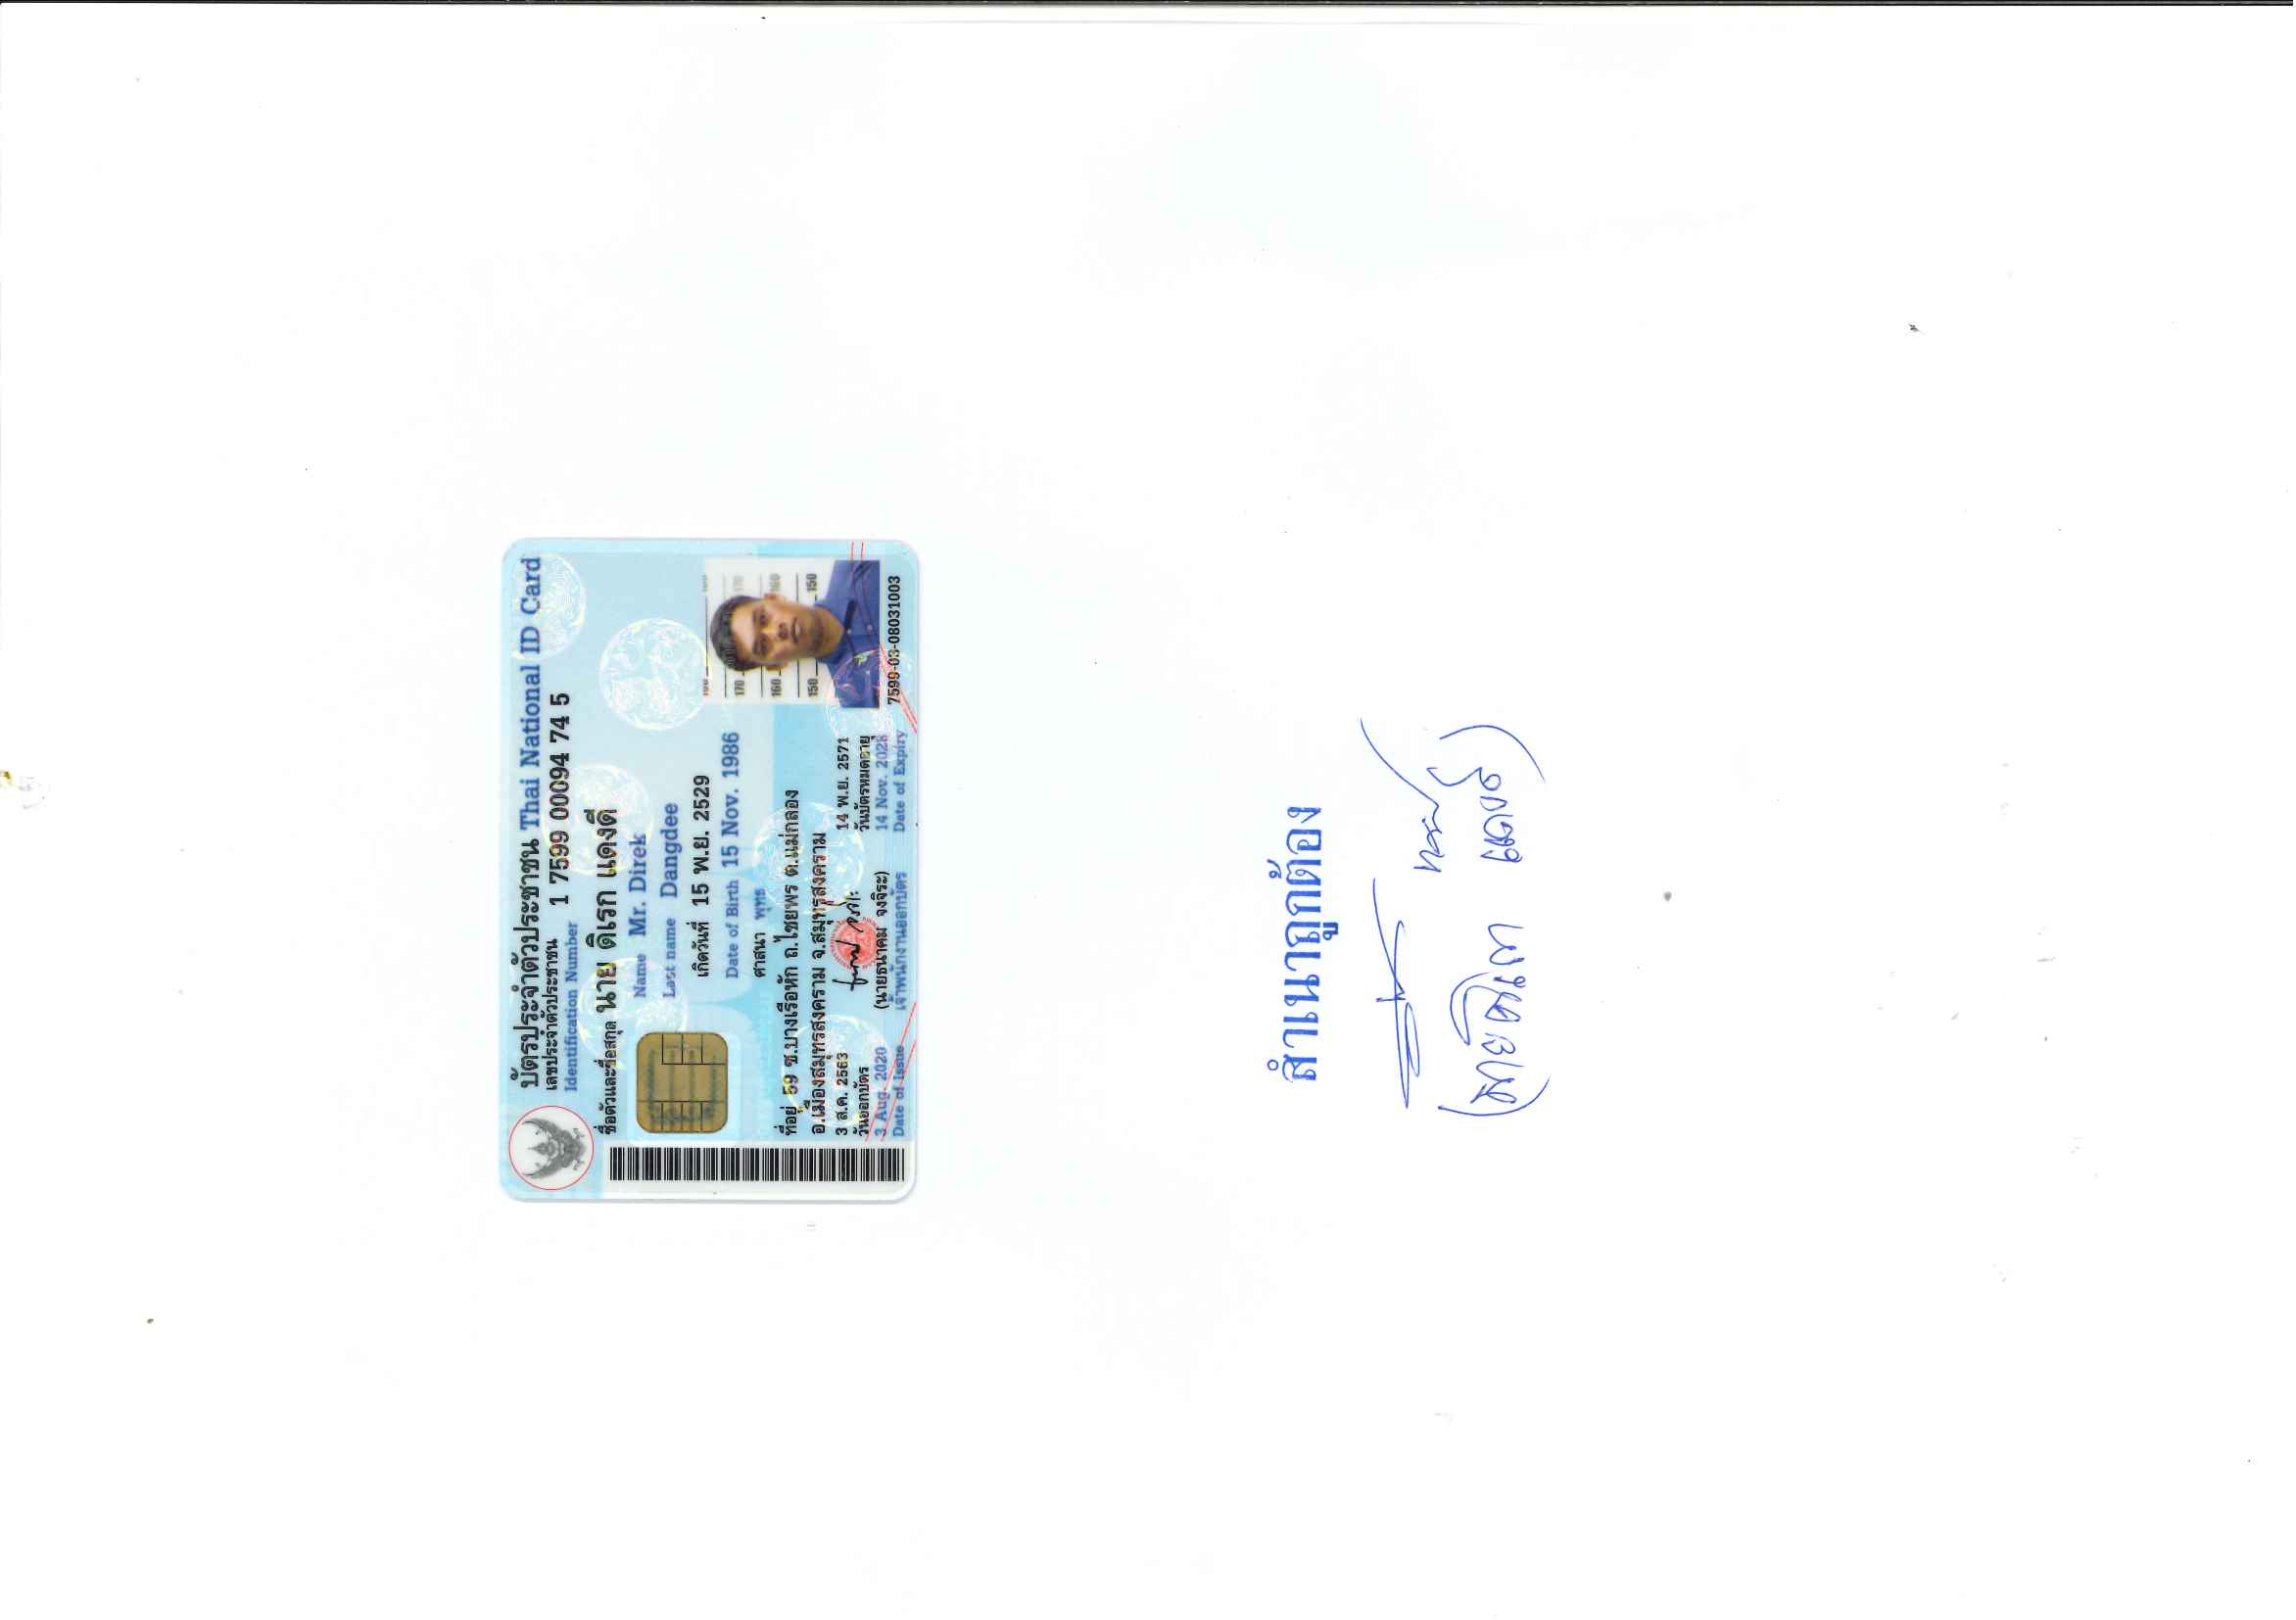 บัตรประจำตัวประชาชน Thai National ID Card
เลขประจำตัวประชาชน 1 7599 00094 74 5
Identification Number
ชื่อตัวและชื่อสกุล นาย ดิเรก แดงดี
Name Mr. Direk
Last name Dangdee
เกิดวันที่ 15 พ.ย. 2529
Date of Birth 15 Nov. 1986
ศาสนา พุทธ
ที่อยู่ 59 ซ.บางเรือหัก ถ.ไชยพร ต.แม่กลอง
อ.เมืองสมุทรสงคราม จ.สมุทรสงคราม
3 ส.ค. 2563
วันออกบัตร
3 Aug. 2020
Date of Issue
(นายธนาคม จงจิระ)
เจ้าพนักงานออกบัตร
14 พ.ย. 2571
วันบัตรหมดอายุ
14 Nov. 2028
Date of Expiry
170
160 160
150 150
7599-03-08031003
สำเนาถูกต้อง
(นายดิเรก แดงดี)